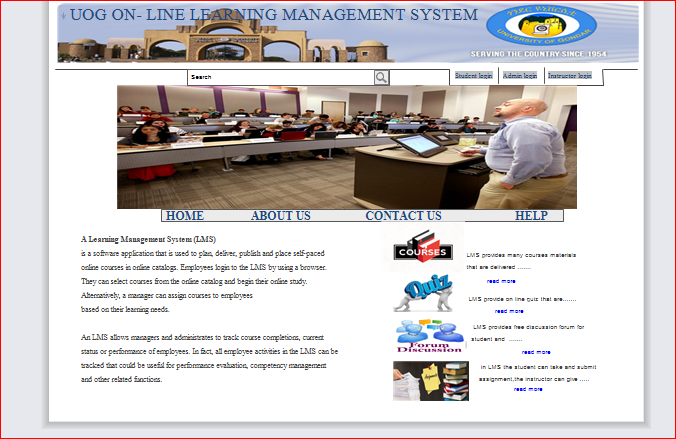 UOG ON- LINE LEARNING MANAGEMENT SYSTEM
UNIVERSITY OF GONDAR
SERVING THE COUNTRY SINCE 1954
Search
Student login Admin login Instructor login
HOME ABOUT US CONTACT US HELP
A Learning Management System (LMS)
is a software application that is used to plan, deliver, publish and place self-paced
online courses in online catalogs. Employees login to the LMS by using a browser.
They can select courses from the online catalog and begin their online study.
Alternatively, a manager can assign courses to employees
based on their learning needs.
An LMS allows managers and administrates to track course completions, current
status or performance of employees. In fact, all employee activities in the LMS can be
tracked that could be useful for performance evaluation, competency management
and other related functions.
COURSES
LMS provides many courses materials
that are delivered .......
read more
Quiz
LMS provide on line quiz that are.......
read more
Forum
Discussion
LMS provides free discussion forum for
student and .......
read more
in LMS the student can take and submit
assignment,the instructor can give .....
read more